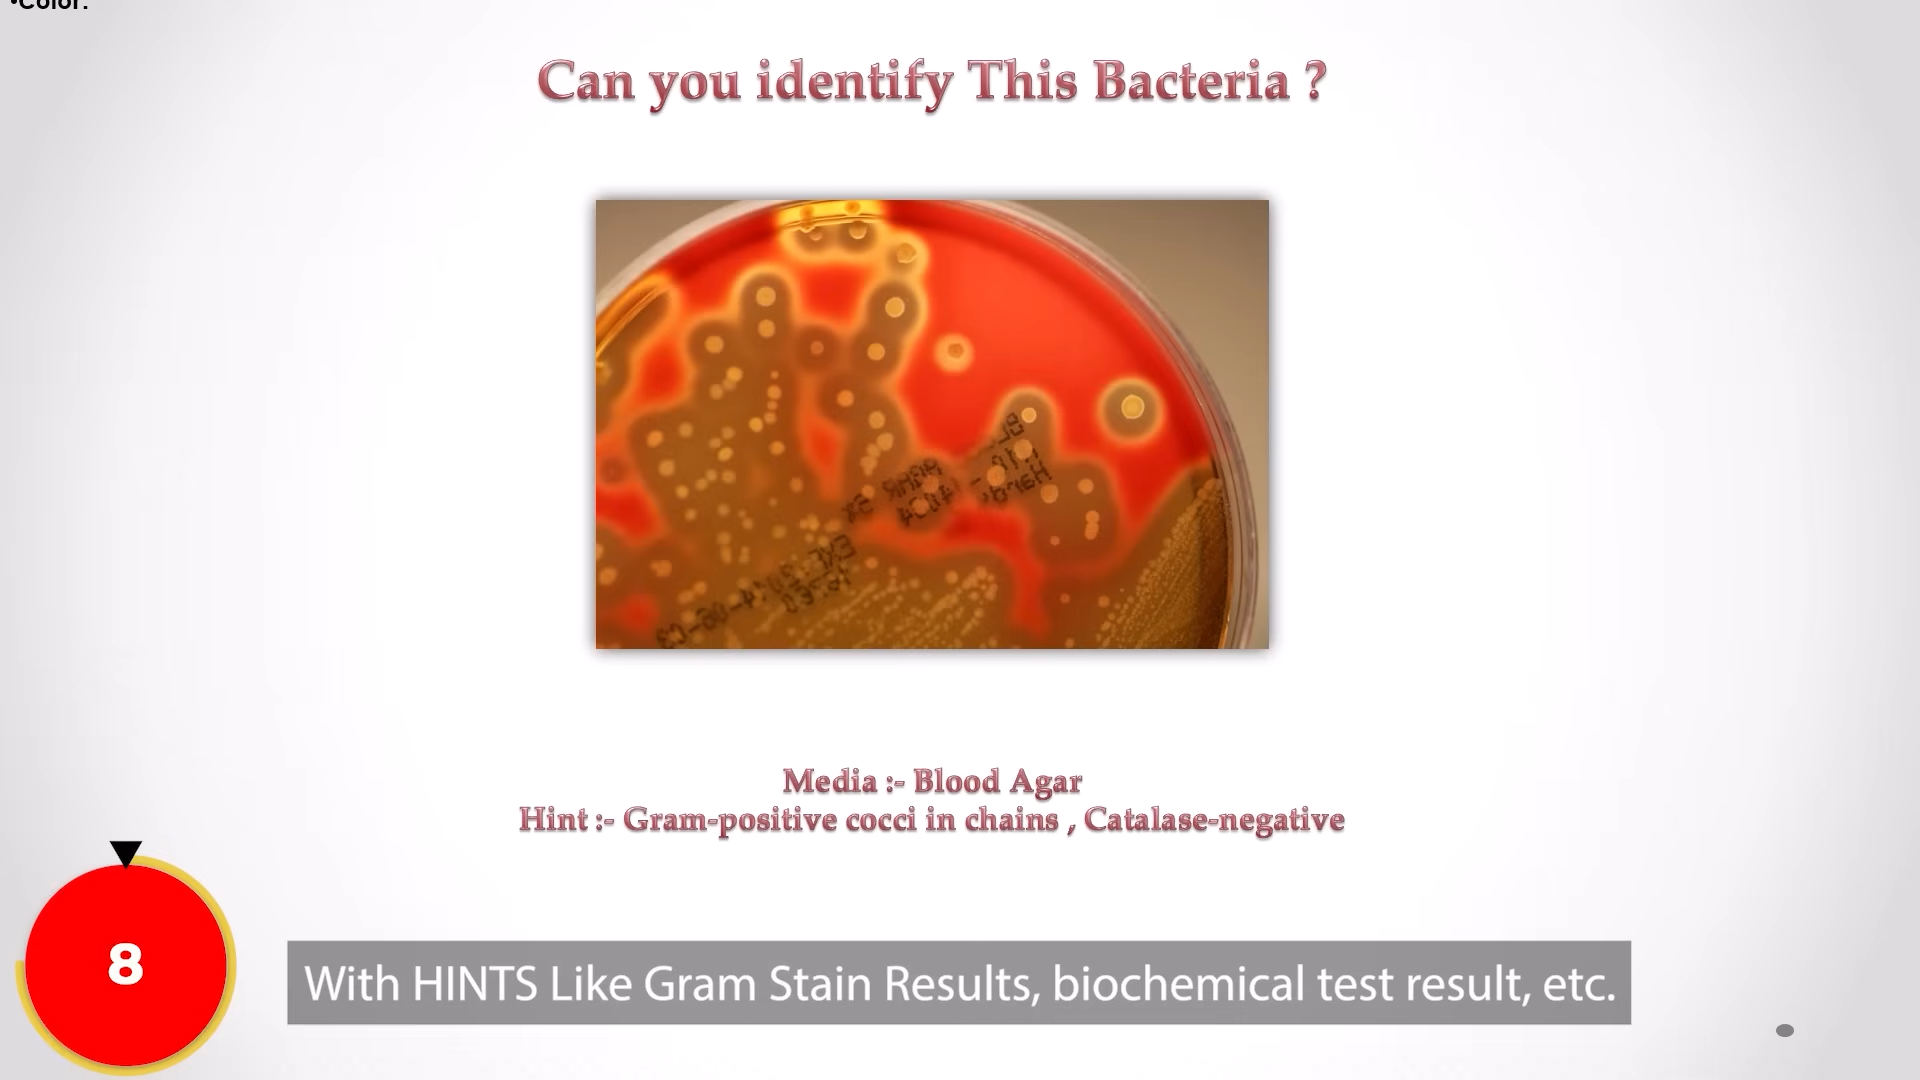 •Color:
Can you identify This Bacteria ?
Media :- Blood Agar
Hint :- Gram-positive cocci in chains , Catalase-negative
8
With HINTS Like Gram Stain Results, biochemical test result, etc.